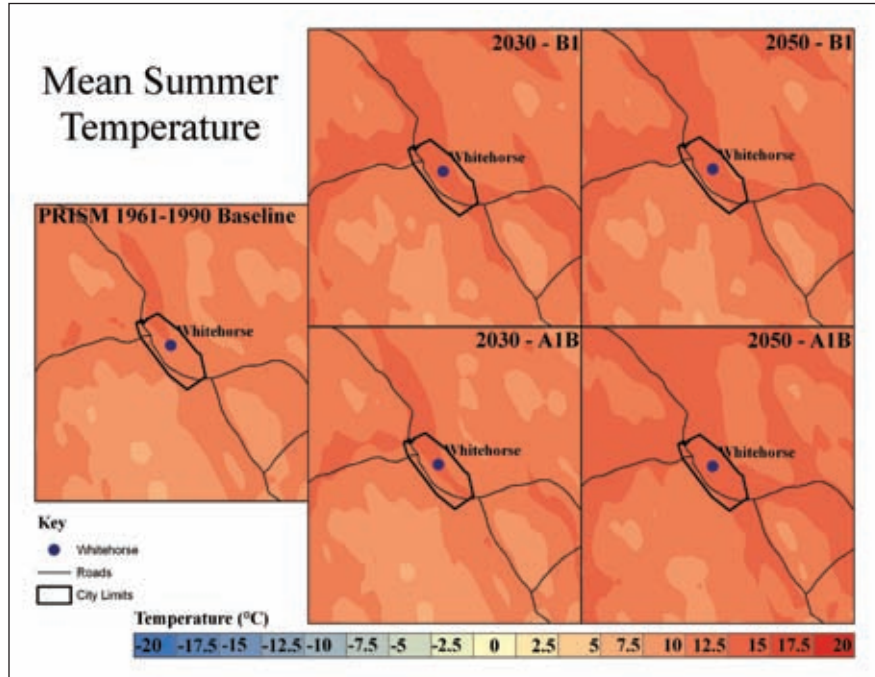 Mean Summer
Temperature
2030 - B1
2050 - B1
Whitehorse
Whitehorse
PRISM 1961-1990 Baseline
Whitehorse
2030 - A1B
2050 - A1B
Whitehorse
Whitehorse
Key
Whitehorse
Roads
City Limits
Temperature (°C)
-20 -17.5 -15 -12.5 -10 -7.5 -5 -2.5 0 2.5 5 7.5 10 12.5 15 17.5 20